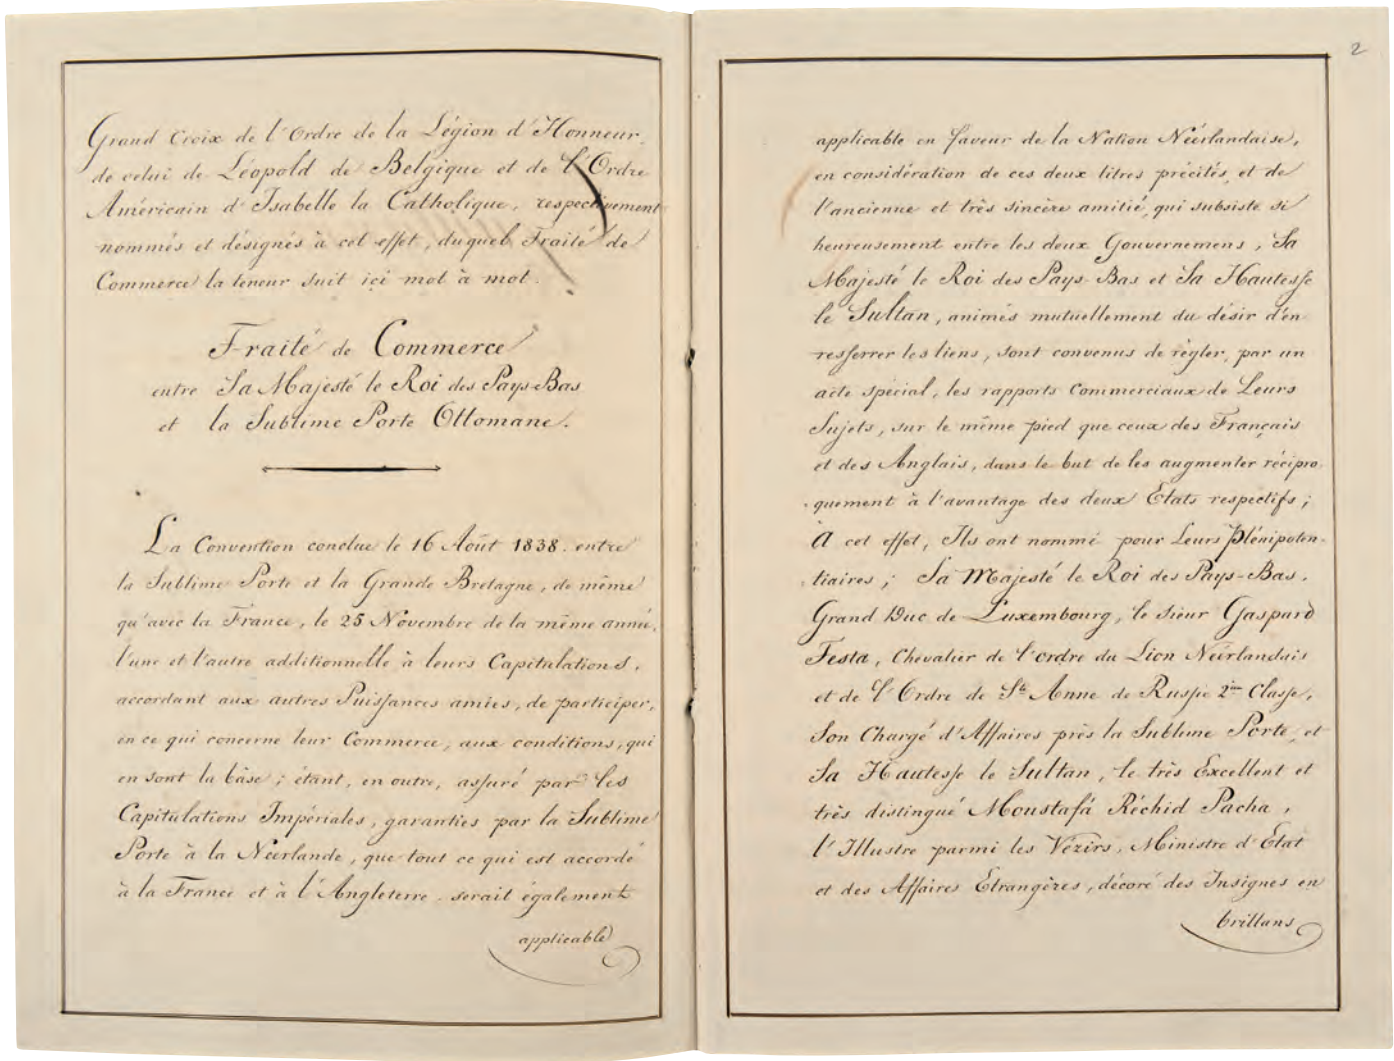 Grand Croix de l'Ordre de la Légion d'Honneur,
de celui de Léopold de Belgique et de l'Ordre
Américain d'Isabelle la Catholique, respectivement
nommés et désignés à cet effet, duquel Traité de
Commerce la teneur suit ici mot à mot.
Traité de Commerce
entre Sa Majesté le Roi des Pays-Bas
et la Sublime Porte Ottomane.
La Convention conclue le 16 Août 1838. entre
la Sublime Porte et la Grande Bretagne, de même
qu'avec la France, le 25 Novembre de la même année,
l'une et l'autre additionnelle à leurs Capitulations,
accordant aux autres Puissances amies, de participer,
en ce qui concerne leur Commerce, aux conditions, qui
en sont la bâse; étant, en outre, assuré par les
Capitulations Impériales, garanties par la Sublime
Porte à la Néerlande, que tout ce qui est accordé
à la France et à l'Angleterre, serait également
applicable
2
applicable en faveur de la Nation Néerlandaise,
en considération de ces deux titres précités, et de
l'ancienne et très sincère amitié, qui subsiste si
heureusement entre les deux Gouvernemens, Sa
Majesté le Roi des Pays-Bas et Sa Hautesse
le Sultan, animés mutuellement du désir d'en
resserrer les liens, sont convenus de règler, par un
acte spécial, les rapports Commerciaux de Leurs
Sujets, sur le même pied que ceux des Français
et des Anglais, dans le but de les augmenter récipro-
quement à l'avantage des deux Etats respectifs;
A cet effet, Ils ont nommé pour Leurs Plénipoten-
tiaires; Sa Majesté le Roi des Pays-Bas,
Grand Duc de Luxembourg, le sieur Gaspard
Testa, Chevalier de l'ordre du Lion Néerlandais
et de l'Ordre de Ste Anne de Russie 2ème Classe,
Son Chargé d'Affaires près la Sublime Porte, et
Sa Hautesse le Sultan, le très Excellent et
très distingué Moustafá Réchid Pacha,
l'Illustre parmi les Vézirs, Ministre d'Etat
et des Affaires Etrangères, décoré des Insignes en
brillans